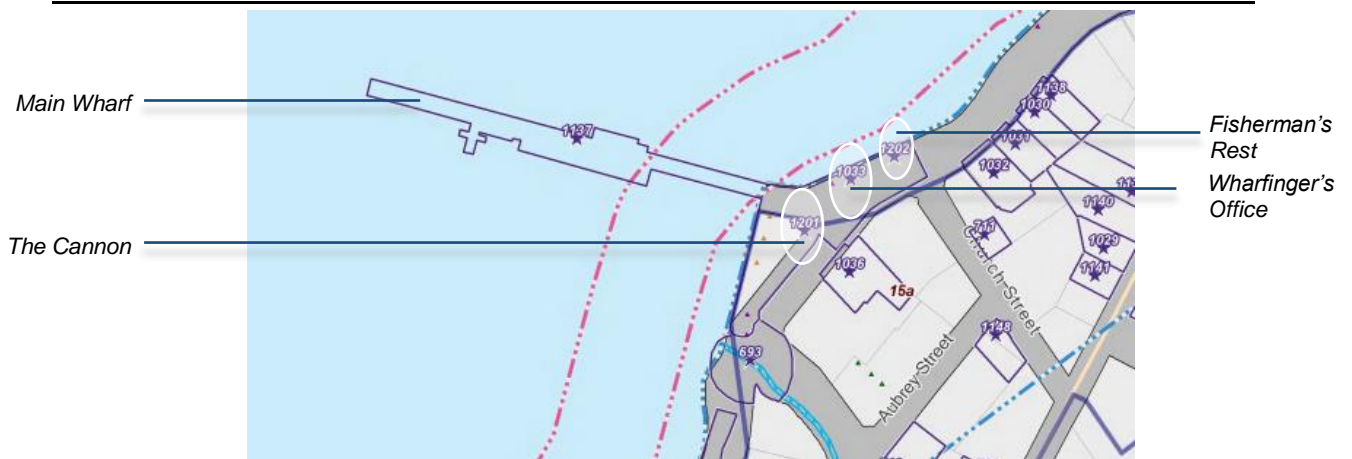 Main Wharf
The Cannon
Fisherman's
Rest
Wharfinger's
Office
1137
1138
1030
1031
1202
1032
1033
1140
711
1201
1029
1141
1036
15a
Church Street
1148
693
Aubrey Street